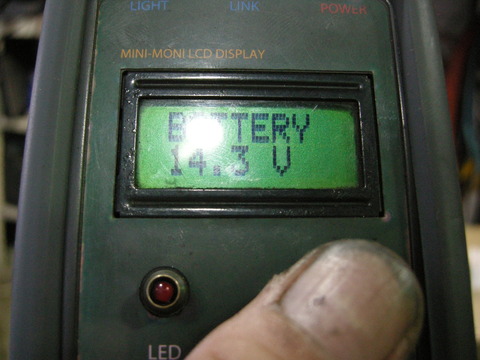 LIGHT LINK POWER
MINI-MONI LCD DISPLAY
BATTERY
14.3 V
LED